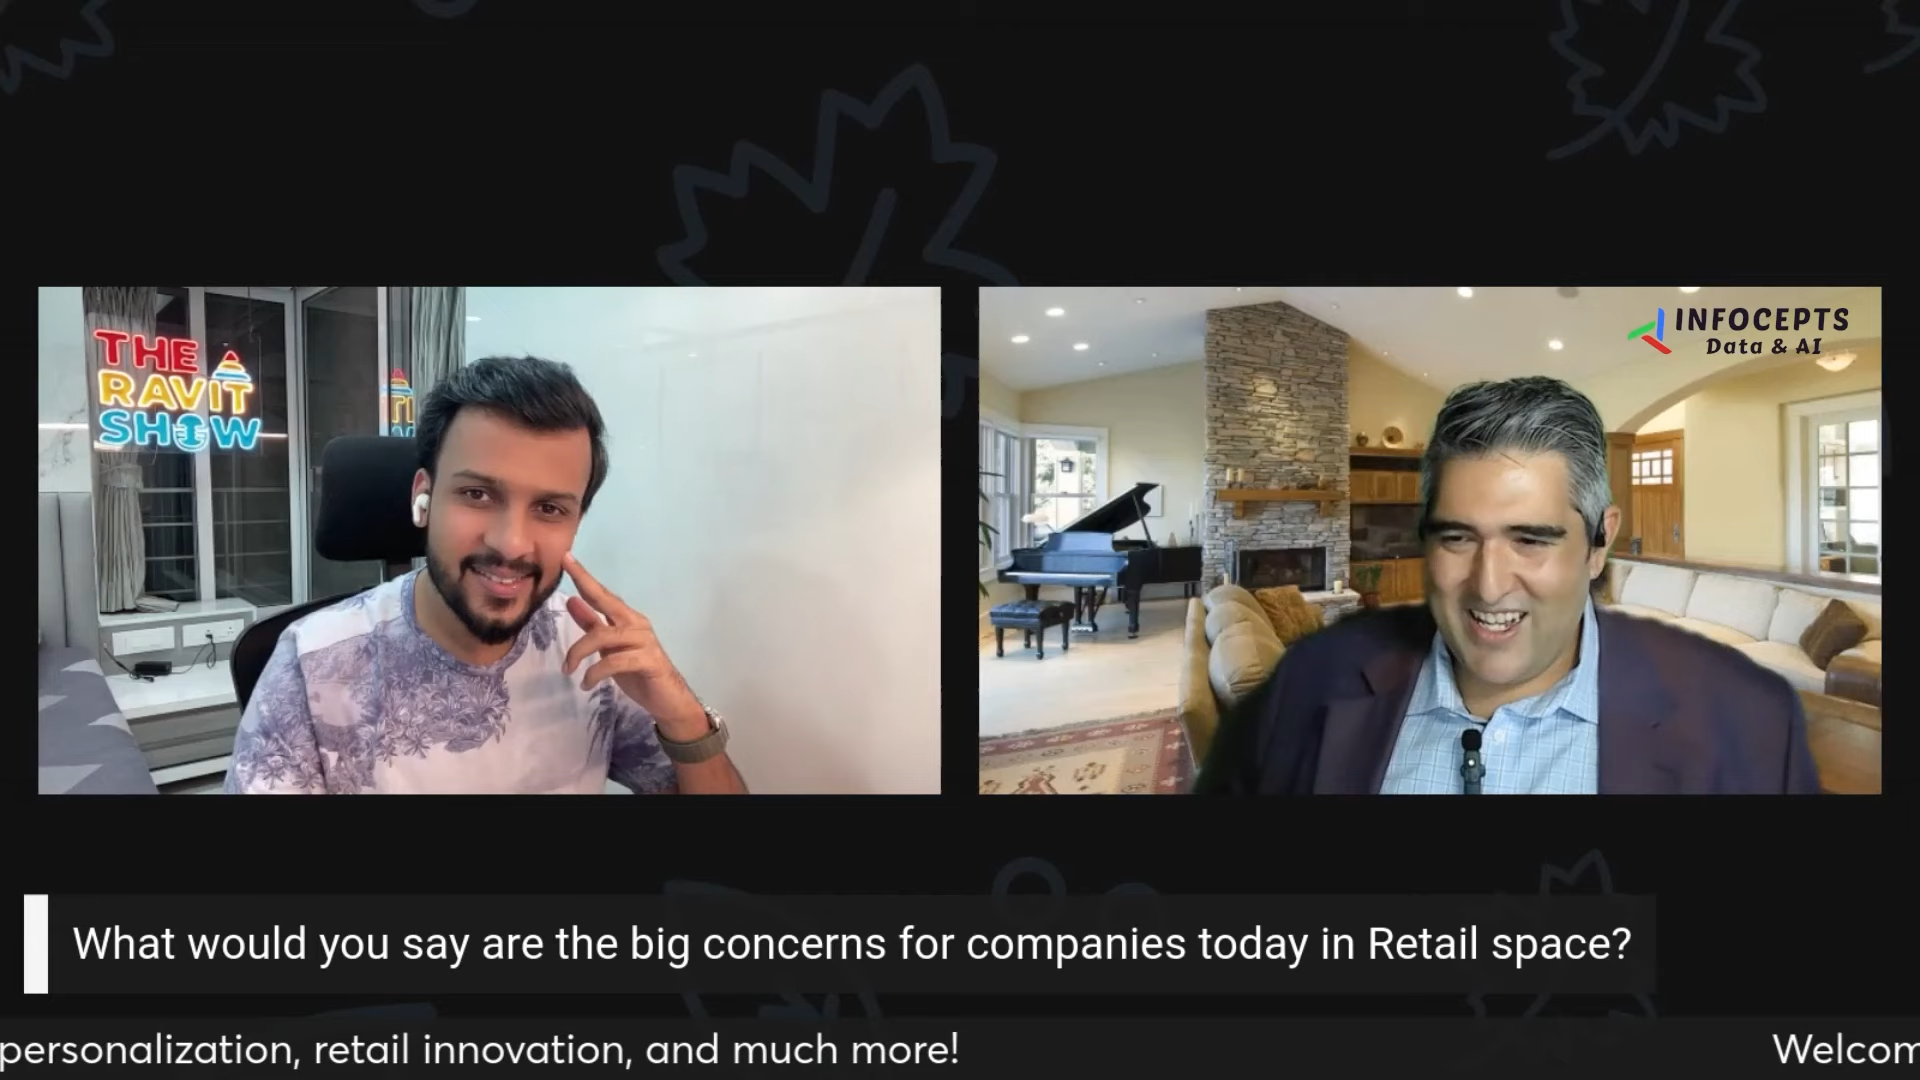 THE
RAVIT
SHOW
INFOCEPTS
Data & AI
What would you say are the big concerns for companies today in Retail space?
personalization, retail innovation, and much more!
Welcom